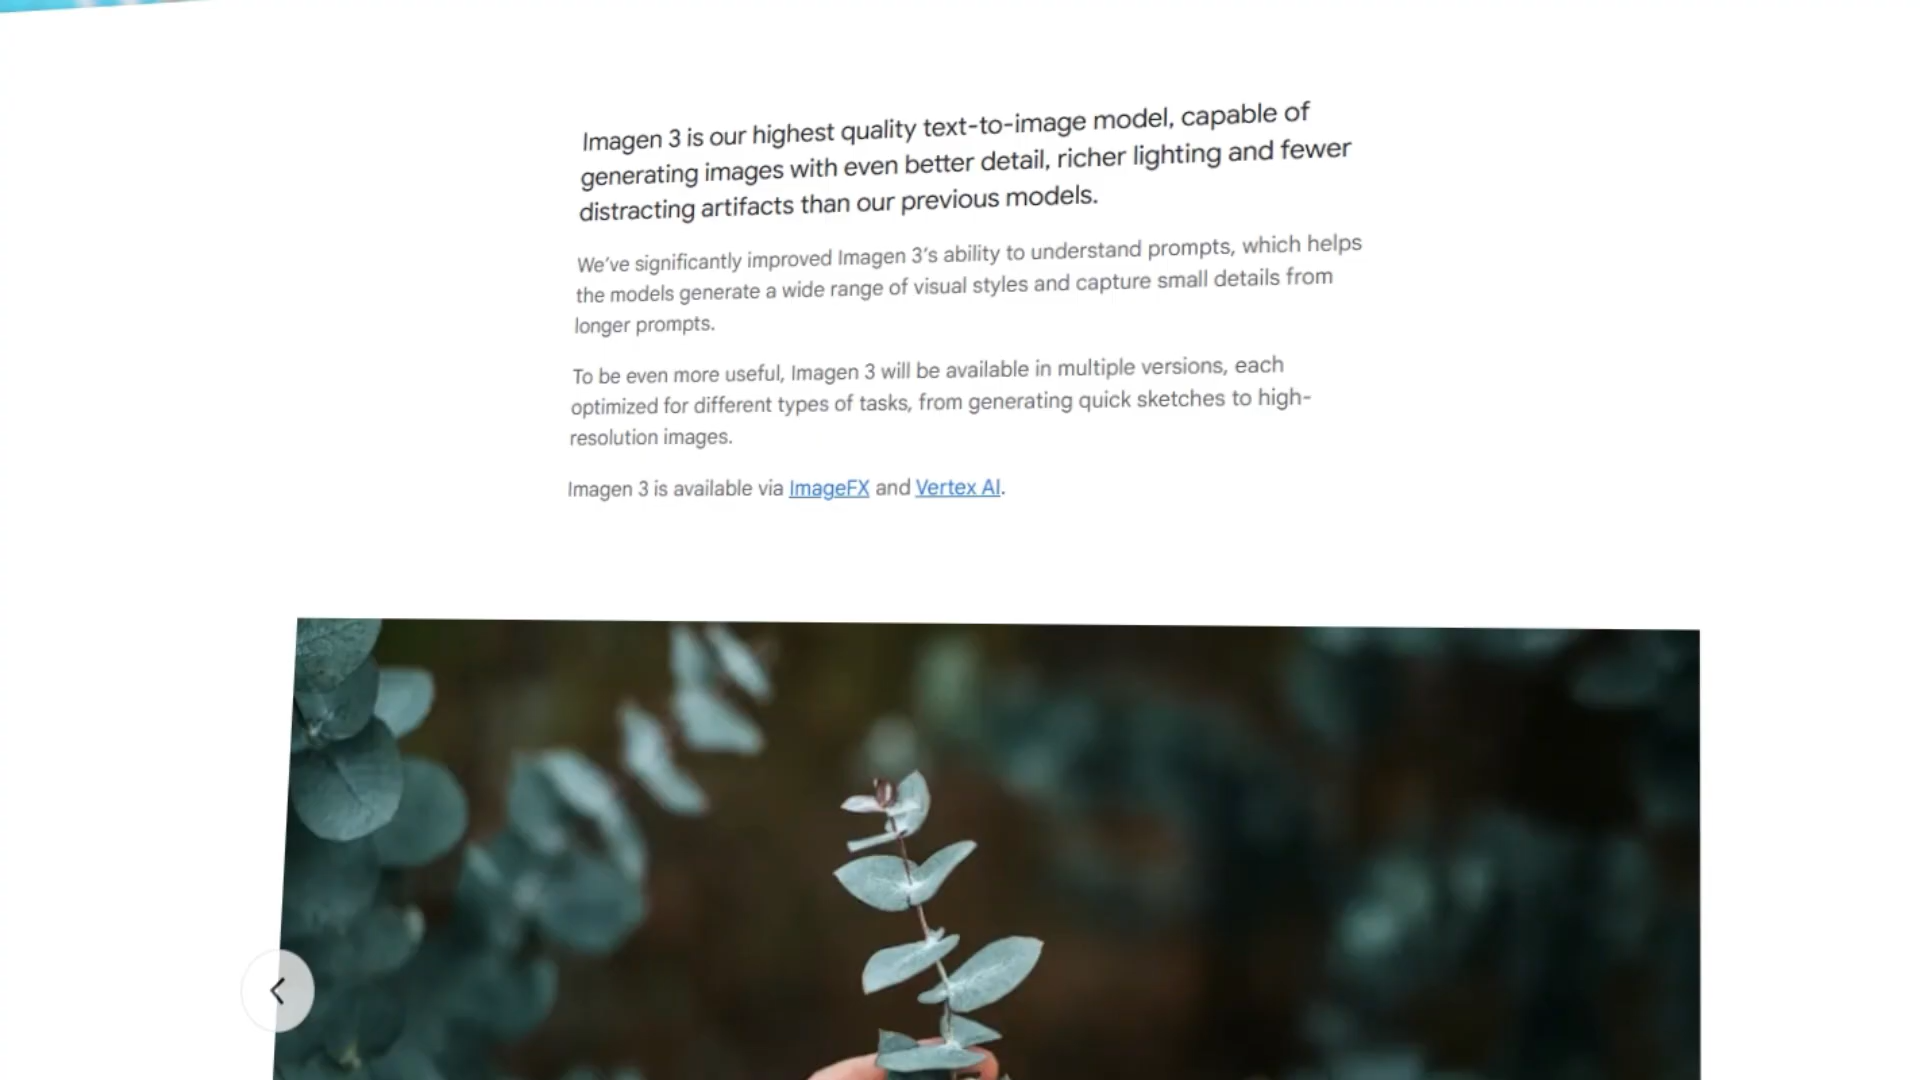 Imagen 3 is our highest quality text-to-image model, capable of
generating images with even better detail, richer lighting and fewer
distracting artifacts than our previous models.
We've significantly improved Imagen 3's ability to understand prompts, which helps
the models generate a wide range of visual styles and capture small details from
longer prompts.
To be even more useful, Imagen 3 will be available in multiple versions, each
optimized for different types of tasks, from generating quick sketches to high-
resolution images.
Imagen 3 is available via ImageFX and Vertex AI.